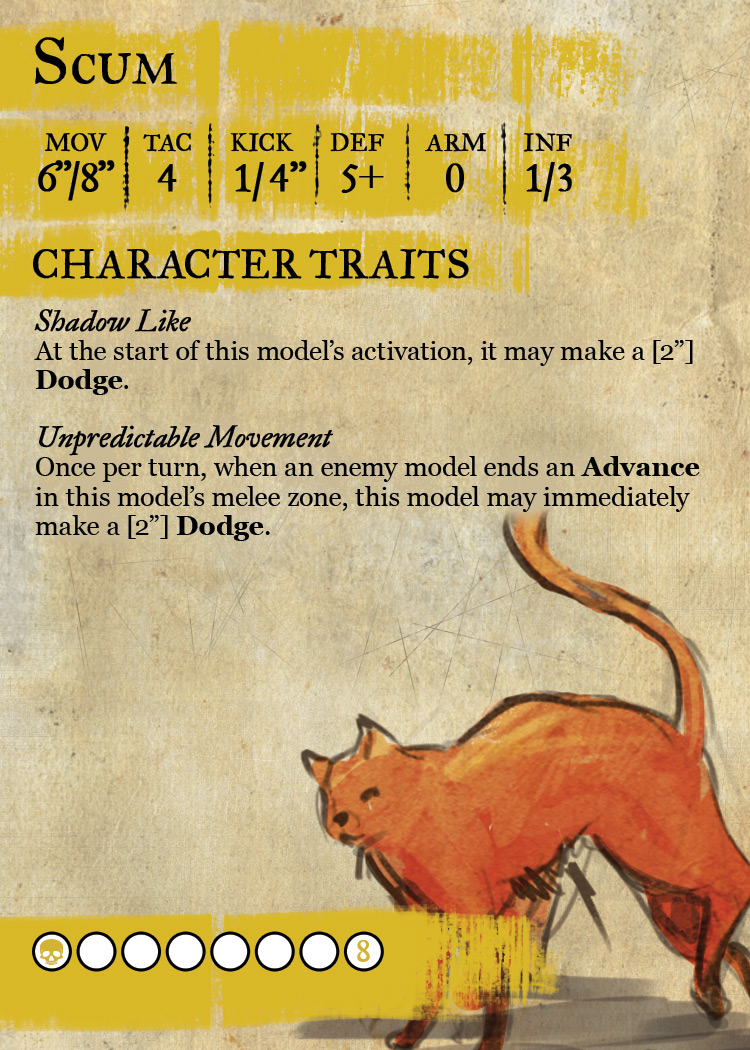 Scum
MOV TAC KICK DEF ARM INF
6”/8” 4 1/4” 5+ 0 1/3
CHARACTER TRAITS
Shadow Like
At the start of this model’s activation, it may make a [2”]
Dodge.
Unpredictable Movement
Once per turn, when an enemy model ends an Advance
in this model’s melee zone, this model may immediately
make a [2”] Dodge.
8